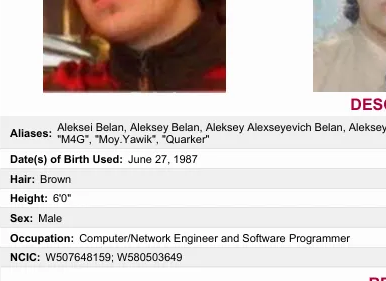 DESC
Aliases: Aleksei Belan, Aleksey Belan, Aleksey Alexseyevich Belan, Aleksey
"M4G", "Moy.Yawik", "Quarker"
Date(s) of Birth Used: June 27, 1987
Hair: Brown
Height: 6'0"
Sex: Male
Occupation: Computer/Network Engineer and Software Programmer
NCIC: W507648159; W580503649